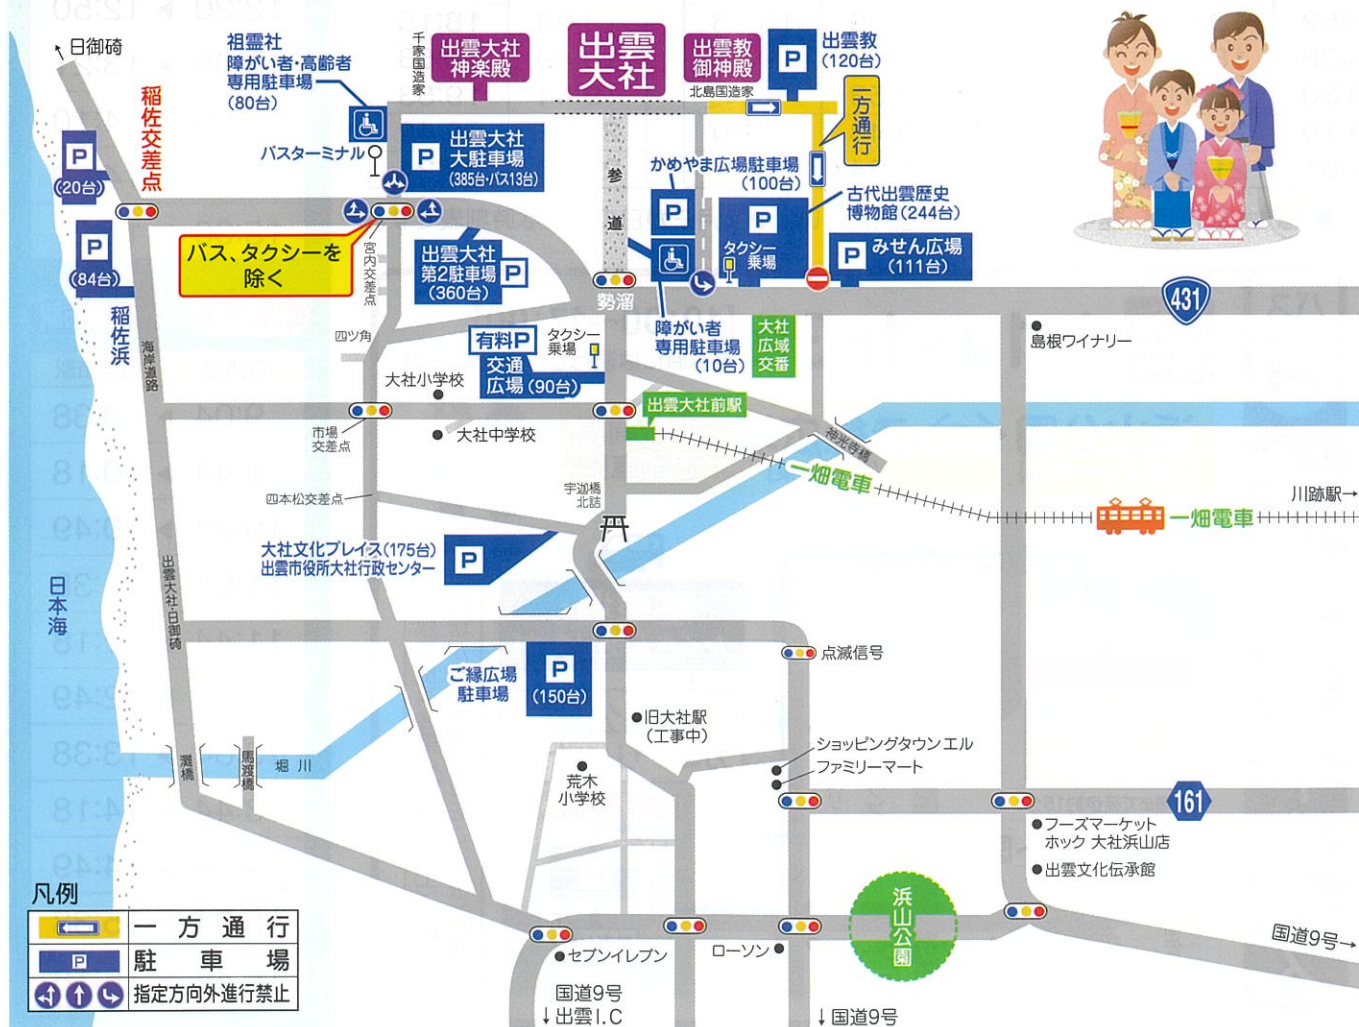 日御碕
稲佐交差点
P
(20台)
P
(84台)
稲佐浜
海岸道路
日本海
出雲大社・日御碕
祖霊社
障がい者・高齢者
専用駐車場
(80台)
バスターミナル
千家国造家
出雲大社
神楽殿
出雲
大社
出雲教
御神殿
北島国造家
P
出雲教
(120台)
一方通行
P
出雲大社
大駐車場
(385台・バス13台)
参道
かめやま広場駐車場
(100台)
P
P
古代出雲歴史
博物館(244台)
タクシー
乗場
P
みせん広場
(111台)
バス、タクシーを
除く
宮内交差点
出雲大社
第2駐車場
(360台)
P
勢溜
障がい者
専用駐車場
(10台)
大社
広域
交番
431
島根ワイナリー
四ツ角
有料P
交通
広場(90台)
タクシー
乗場
大社小学校
大社中学校
市場
交差点
出雲大社前駅
神光寺橋
一畑電車
川跡駅→
一畑電車
四本松交差点
宇迦橋
北詰
大社文化プレイス(175台)
出雲市役所大社行政センター
P
ご縁広場
駐車場
P
(150台)
点滅信号
旧大社駅
(工事中)
ショッピングタウン エル
ファミリーマート
161
灘橋
馬渡橋
堀川
荒木
小学校
フーズマーケット
ホック 大社浜山店
出雲文化伝承館
浜山公園
国道9号→
セブンイレブン
ローソン
国道9号
↓出雲I.C
↓国道9号
凡例
一方通行
P
駐車場
指定方向外進行禁止